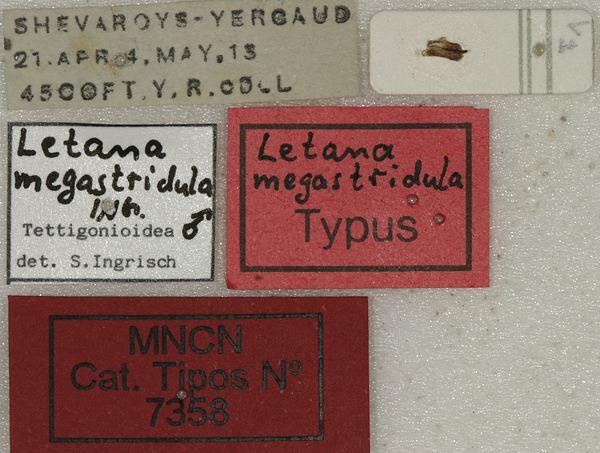 SHEVAROYS-YERCAUD
21.APR.4.MAY.13
4500FT.Y.R.COLL
Letana
megastridula
INGR. ♂
Tettigonioidea
det. S.Ingrisch
Letana
megastridula
Typus
MNCN
Cat. Tipos Nº
7358